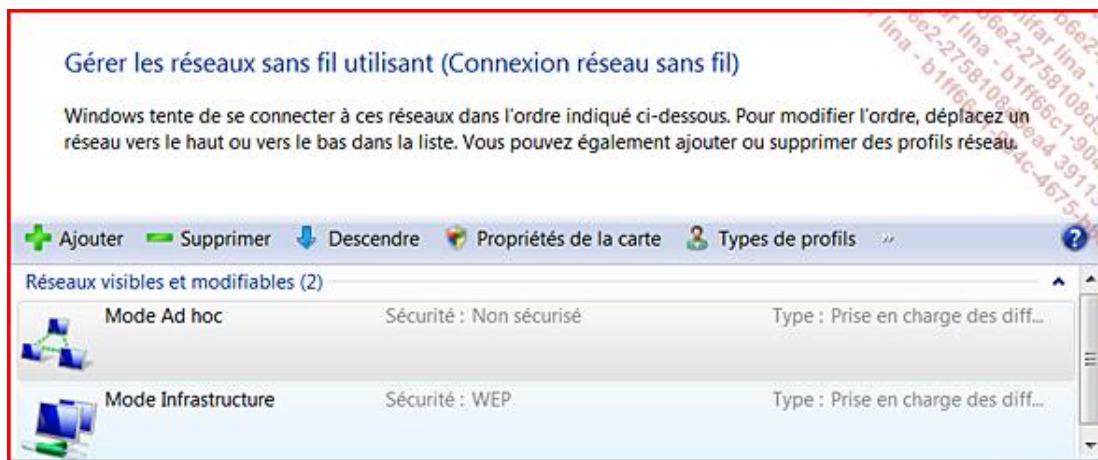 Gérer les réseaux sans fil utilisant (Connexion réseau sans fil)
Windows tente de se connecter à ces réseaux dans l'ordre indiqué ci-dessous. Pour modifier l'ordre, déplacez un
réseau vers le haut ou vers le bas dans la liste. Vous pouvez également ajouter ou supprimer des profils réseau.
Ajouter Supprimer Descendre Propriétés de la carte Types de profils »
Réseaux visibles et modifiables (2)
Mode Ad hoc Sécurité : Non sécurisé Type : Prise en charge des diff...
Mode Infrastructure Sécurité : WEP Type : Prise en charge des diff...